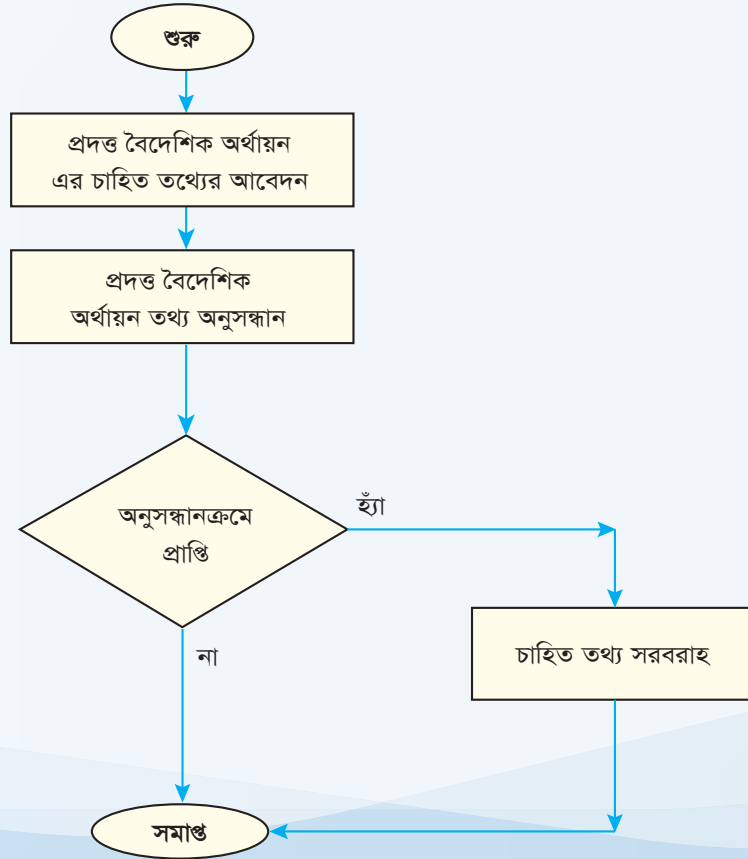 শুরু
প্রদত্ত বৈদেশিক অর্থায়ন
এর চাহিত তথ্যের আবেদন
প্রদত্ত বৈদেশিক
অর্থায়ন তথ্য অনুসন্ধান
অনুসন্ধানক্রমে
প্রাপ্তি
হ্যাঁ
না
চাহিত তথ্য সরবরাহ
সমাপ্ত